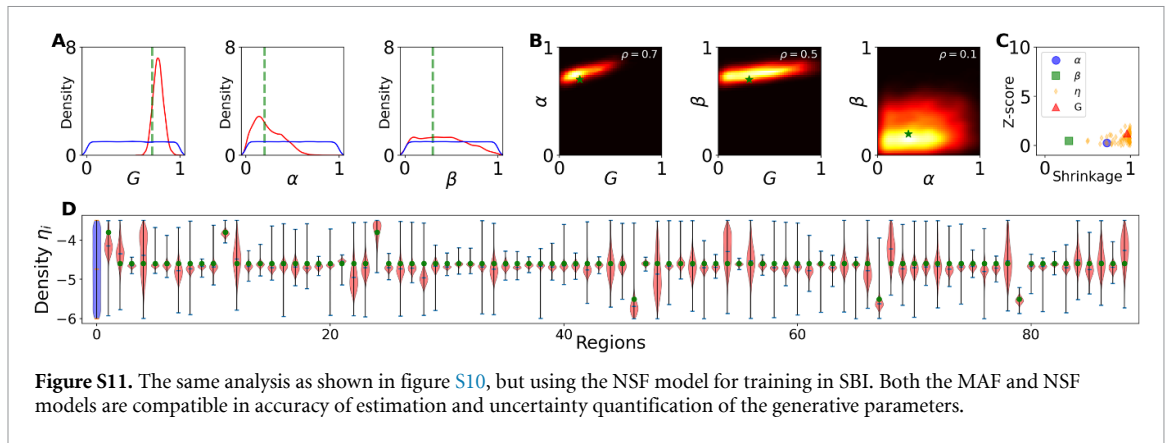 A
8
Density
0
0
1
G
8
Density
0
0
1
α
8
Density
0
0
1
β
B
1
α
0
ρ = 0.7
0
1
G
1
β
0
ρ = 0.5
0
1
G
1
β
0
ρ = 0.1
0
1
α
C
10
5
0
Z-score
α
β
η
G
0
1
Shrinkage
D
Density ηi
−4
−5
−6
0
20
40
60
80
Regions
Figure S11. The same analysis as shown in figure S10, but using the NSF model for training in SBI. Both the MAF and NSF
models are compatible in accuracy of estimation and uncertainty quantification of the generative parameters.